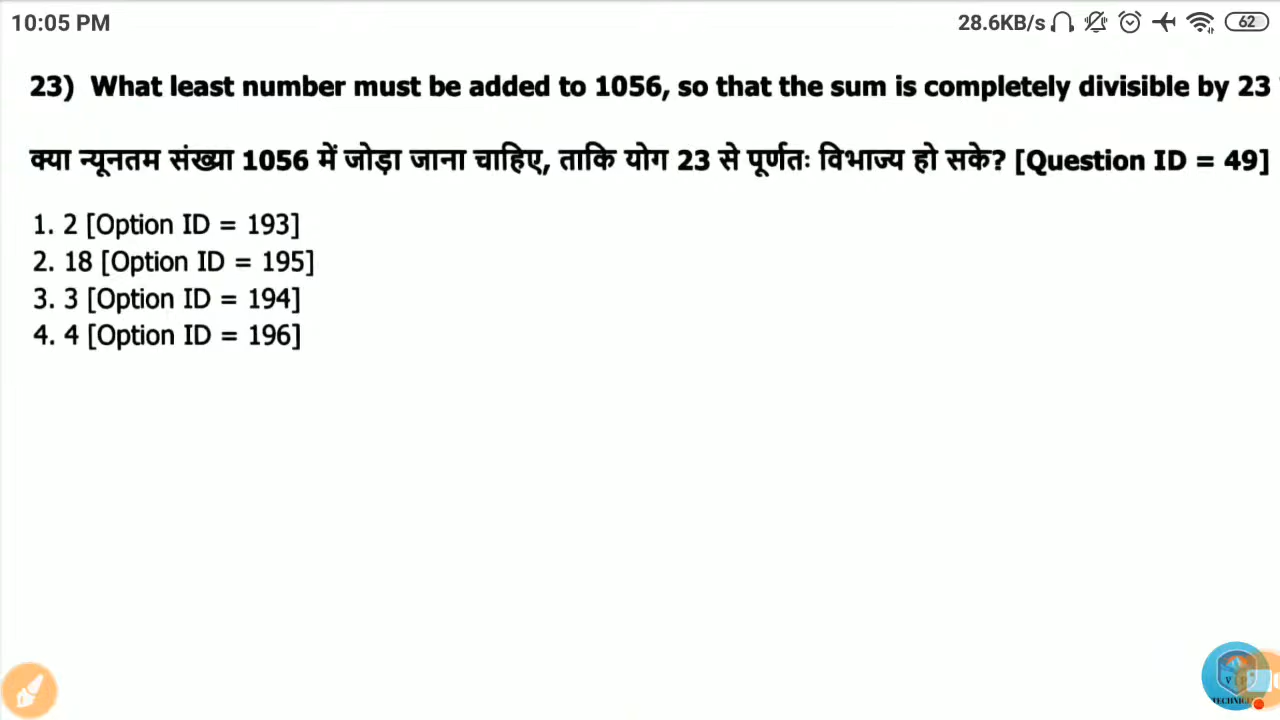 10:05 PM
28.6KB/s
62
23) What least number must be added to 1056, so that the sum is completely divisible by 23
क्या न्यूनतम संख्या 1056 में जोड़ा जाना चाहिए, ताकि योग 23 से पूर्णतः विभाज्य हो सके? [Question ID = 49]
1. 2 [Option ID = 193]
2. 18 [Option ID = 195]
3. 3 [Option ID = 194]
4. 4 [Option ID = 196]